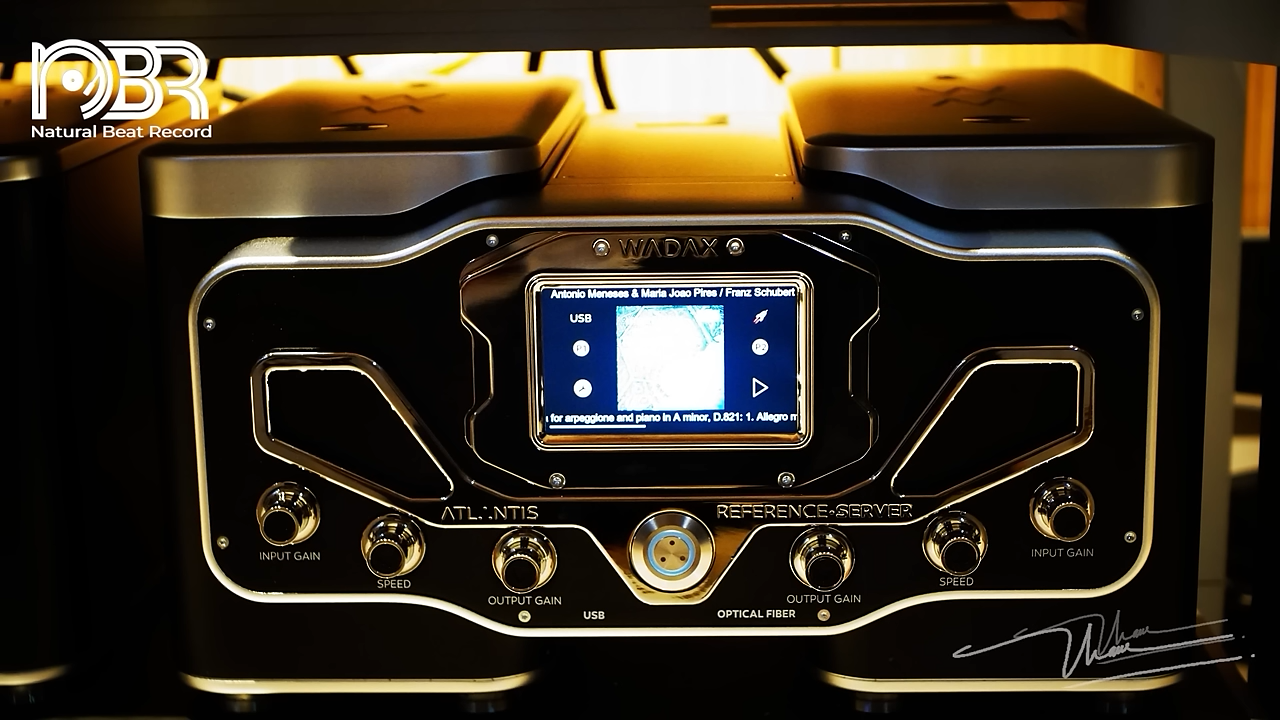 NBR
Natural Beat Record
WADAX
Antonio Meneses & Maria Joao Pires / Franz Schubert
USB
P1
P2
for arpeggione and piano in A minor, D.821: 1. Allegro m
ATLANTIS
REFERENCE•SERVER
INPUT GAIN
SPEED
OUTPUT GAIN
OUTPUT GAIN
SPEED
INPUT GAIN
USB
OPTICAL FIBER